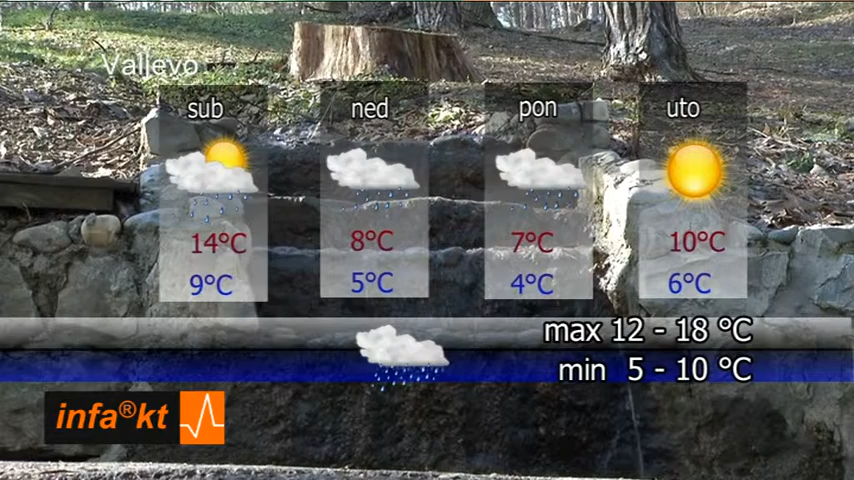 Valjevo
sub
ned
pon
uto
14°C
8°C
7°C
10°C
9°C
5°C
4°C
6°C
max 12 - 18 °C
min 5 - 10 °C
infa®kt